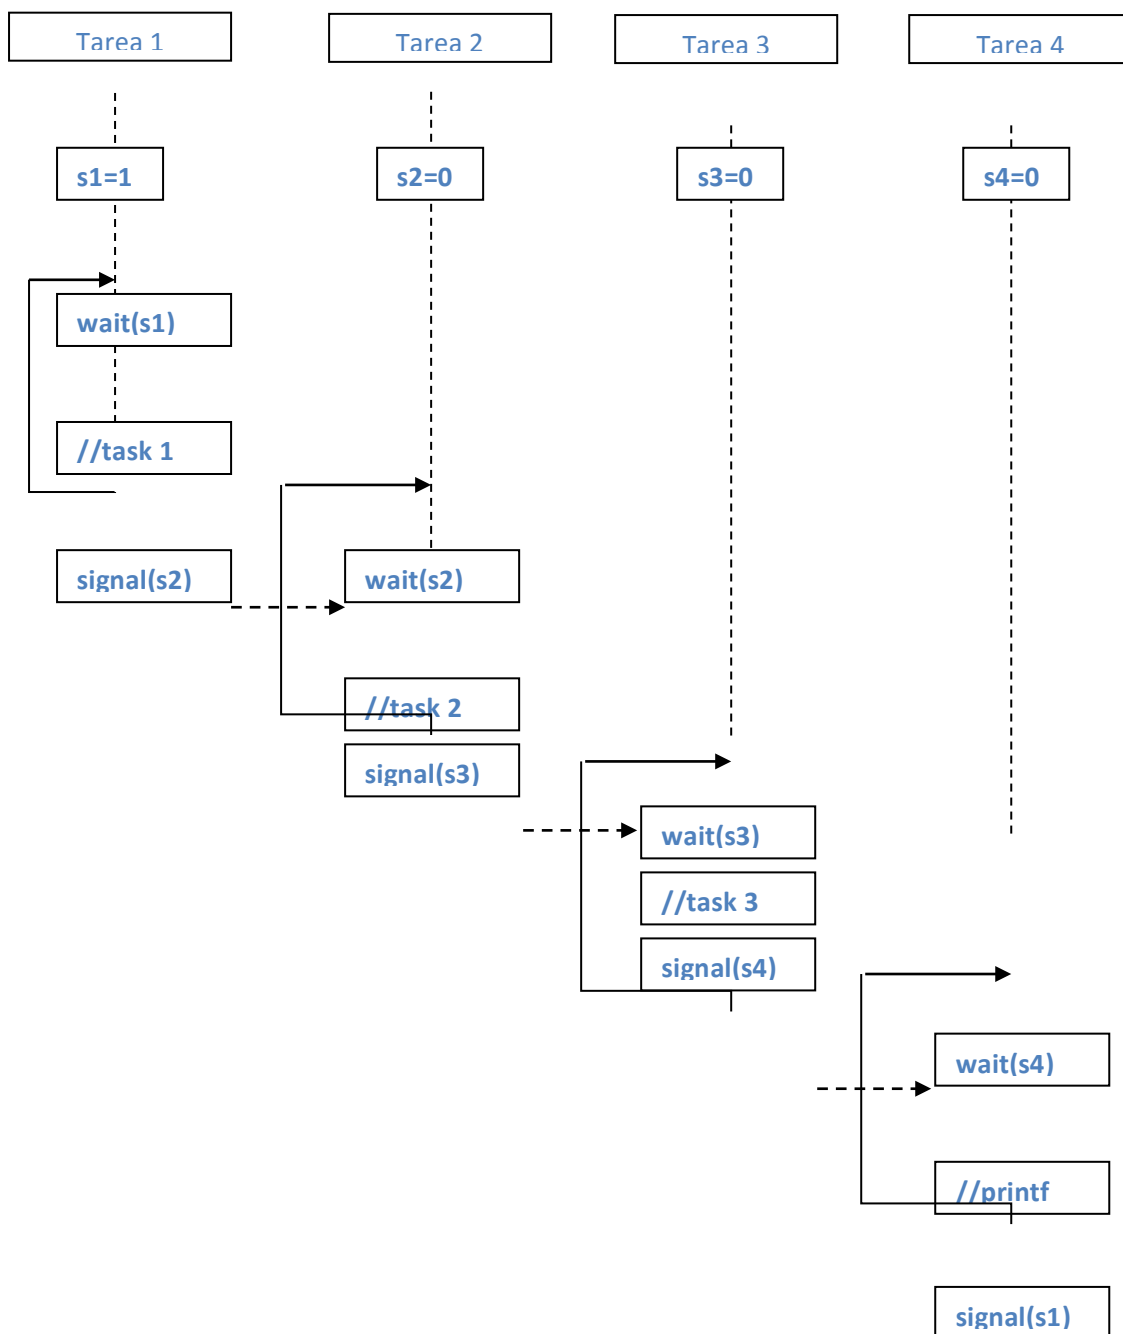 Tarea 1
Tarea 2
Tarea 3
Tarea 4
s1=1
s2=0
s3=0
s4=0
wait(s1)
//task 1
signal(s2)
wait(s2)
//task 2
signal(s3)
wait(s3)
//task 3
signal(s4)
wait(s4)
//printf
signal(s1)